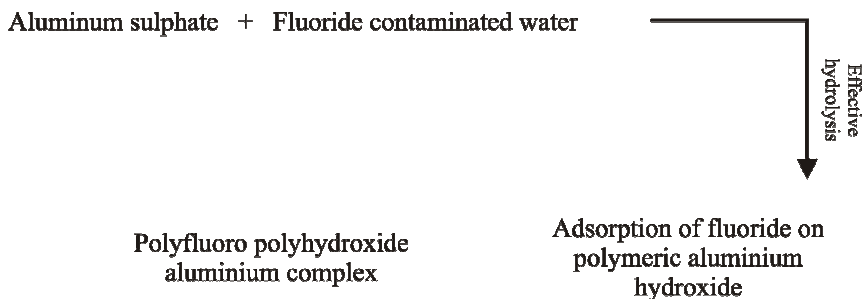 Aluminum sulphate + Fluoride contaminated water
Effective
hydrolysis
Polyfluoro polyhydroxide
aluminium complex
Adsorption of fluoride on
polymeric aluminium
hydroxide